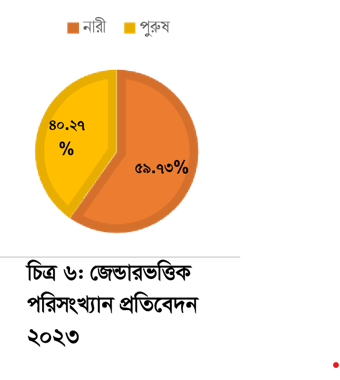 নারী পুরুষ
৪০.২৭
%
৫৯.৭৩%
চিত্র ৬: জেন্ডারভত্তিক
পরিসংখ্যান প্রতিবেদন
২০২৩